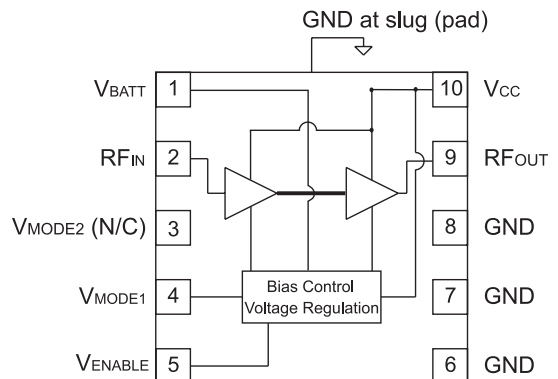 GND at slug (pad)
VBATT 1
10 VCC
RFIN 2
9 RFOUT
VMODE2 (N/C) 3
8 GND
VMODE1 4
Bias Control
Voltage Regulation
7 GND
VENABLE 5
6 GND